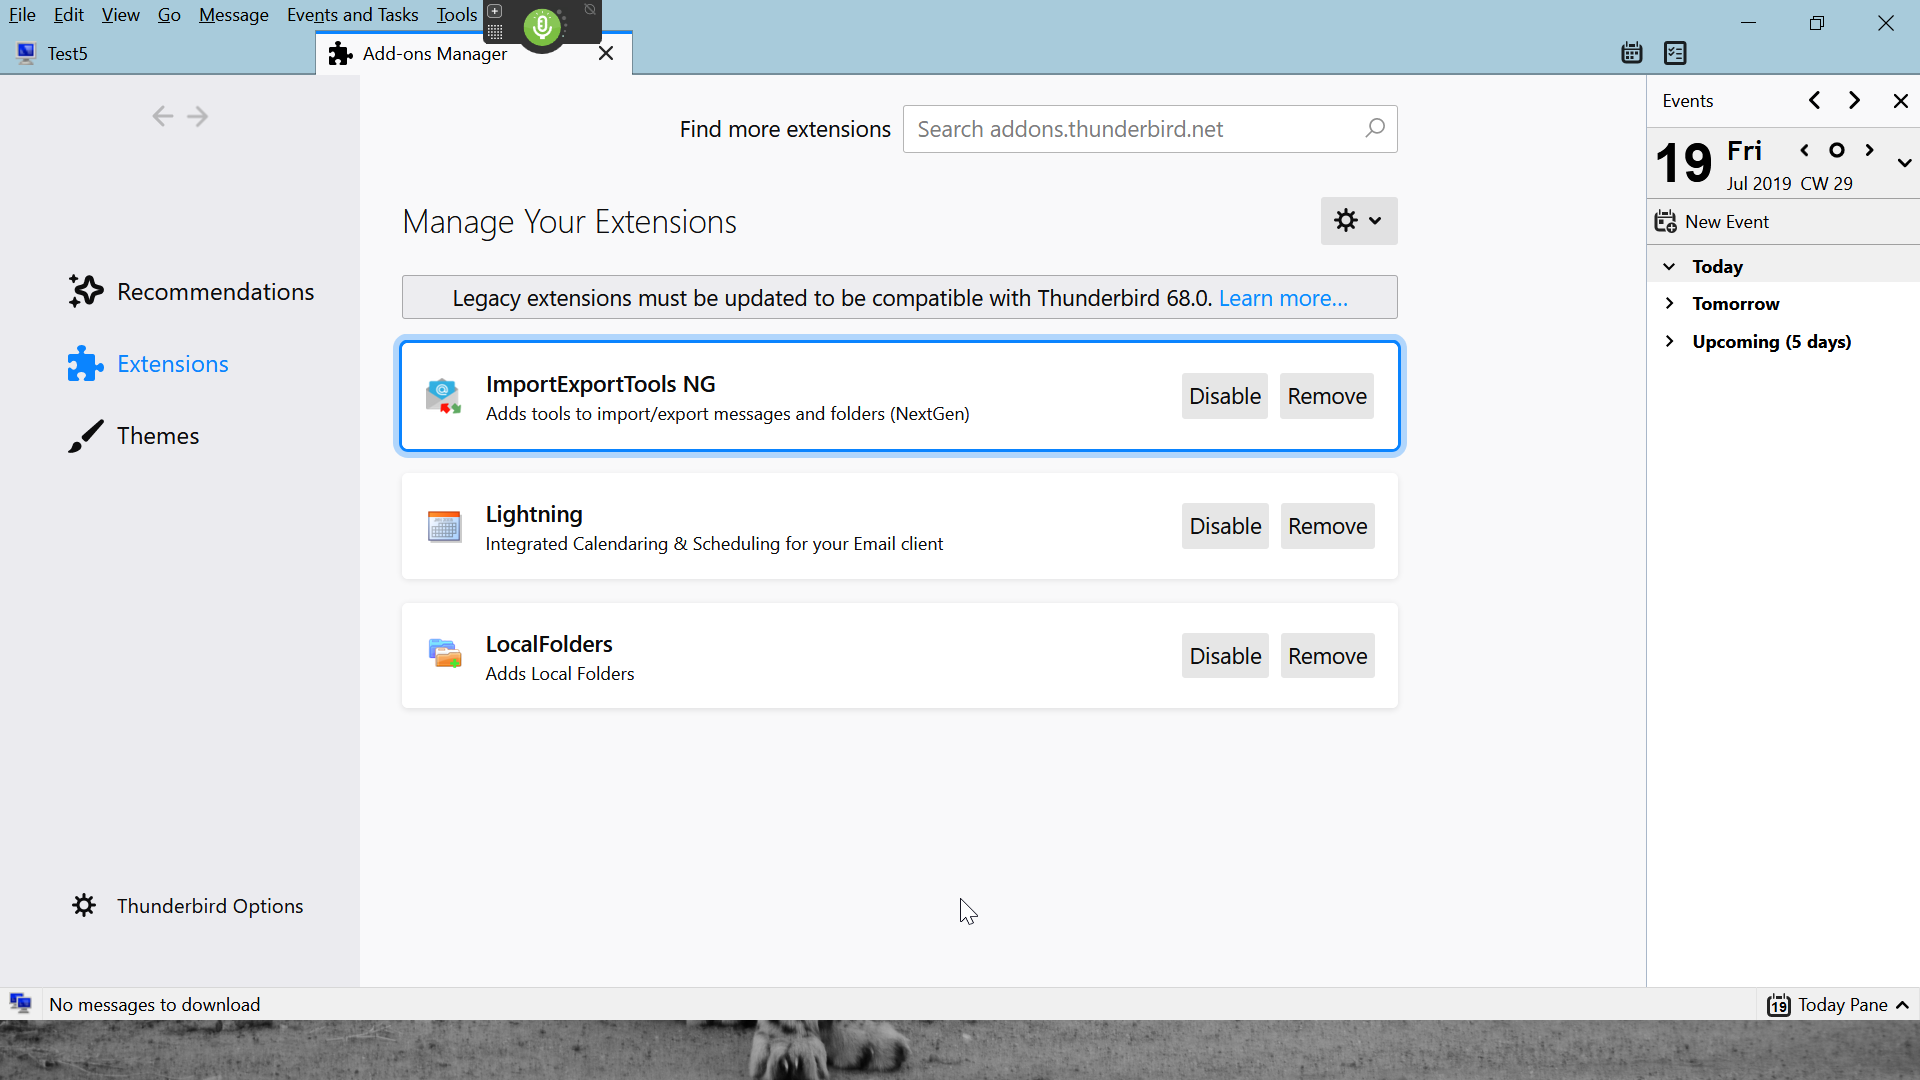 File Edit View Go Message Events and Tasks Tools
Test5
Add-ons Manager
Find more extensions
Search addons.thunderbird.net
Manage Your Extensions
Recommendations
Extensions
Themes
Thunderbird Options
Legacy extensions must be updated to be compatible with Thunderbird 68.0. Learn more...
ImportExportTools NG
Adds tools to import/export messages and folders (NextGen)
Disable Remove
Lightning
Integrated Calendaring & Scheduling for your Email client
Disable Remove
LocalFolders
Adds Local Folders
Disable Remove
Events
19 Fri
Jul 2019 CW 29
New Event
Today
Tomorrow
Upcoming (5 days)
No messages to download
19 Today Pane